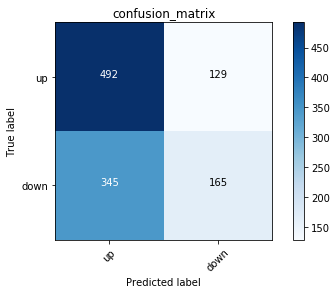 confusion_matrix
up
492
129
down
345
165
True label
up
down
Predicted label
450
400
350
300
250
200
150